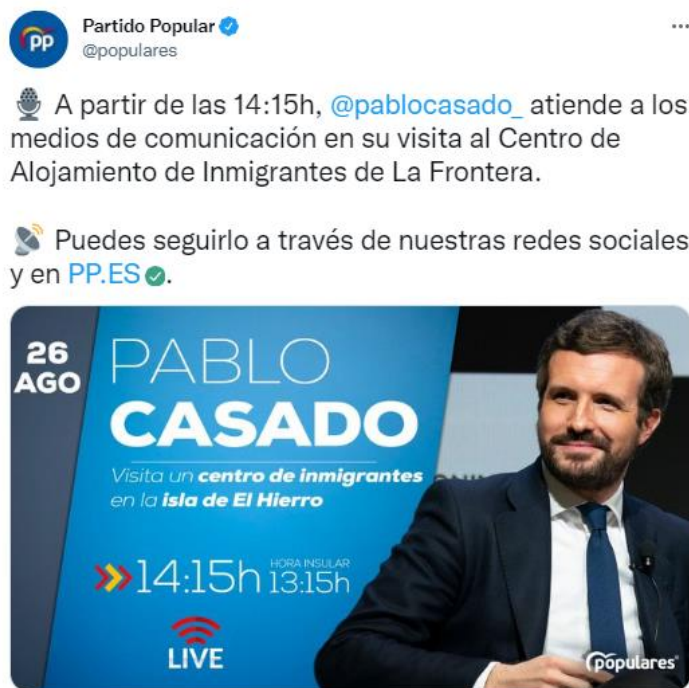 pp
Partido Popular
@populares
A partir de las 14:15h, @pablocasado_ atiende a los
medios de comunicación en su visita al Centro de
Alojamiento de Inmigrantes de La Frontera.
Puedes seguirlo a través de nuestras redes sociales
y en PP.ES.
26
AGO
PABLO
CASADO
Visita un centro de inmigrantes
en la isla de El Hierro
14:15h
HORA INSULAR
13:15h
LIVE
populares